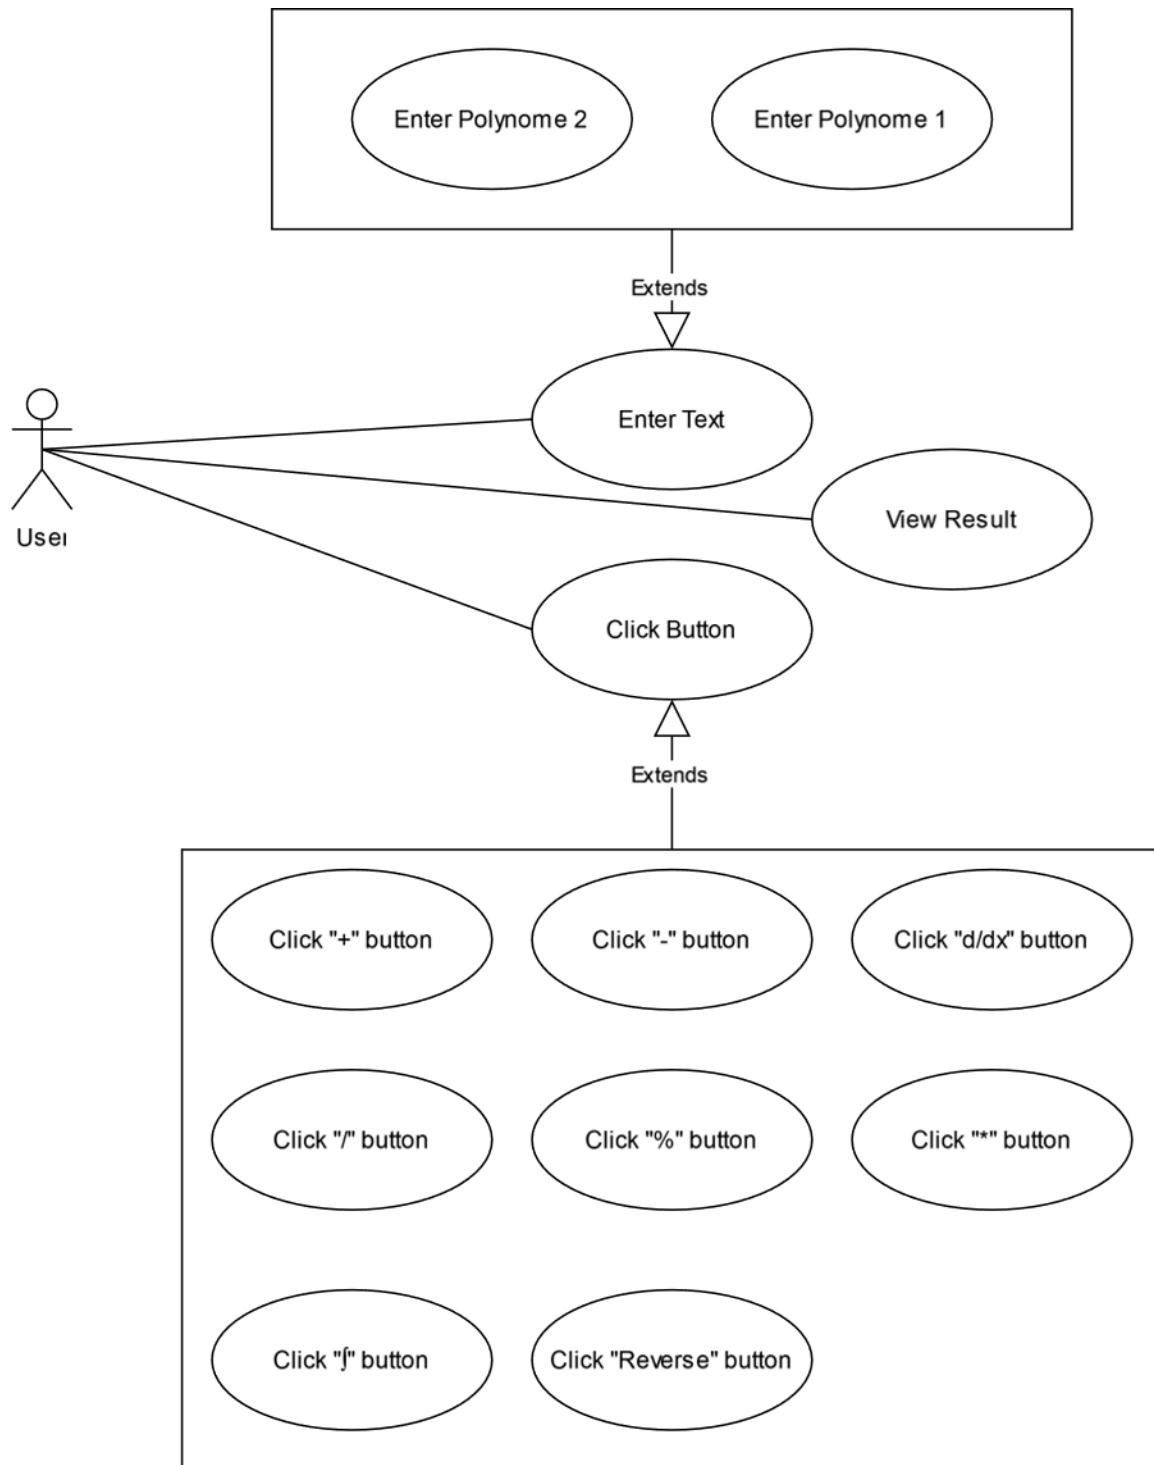 Enter Polynome 2
Enter Polynome 1
Extends
Enter Text
User
View Result
Click Button
Extends
Click "+" button
Click "-" button
Click "d/dx" button
Click "/" button
Click "%" button
Click "*" button
Click "∫" button
Click "Reverse" button